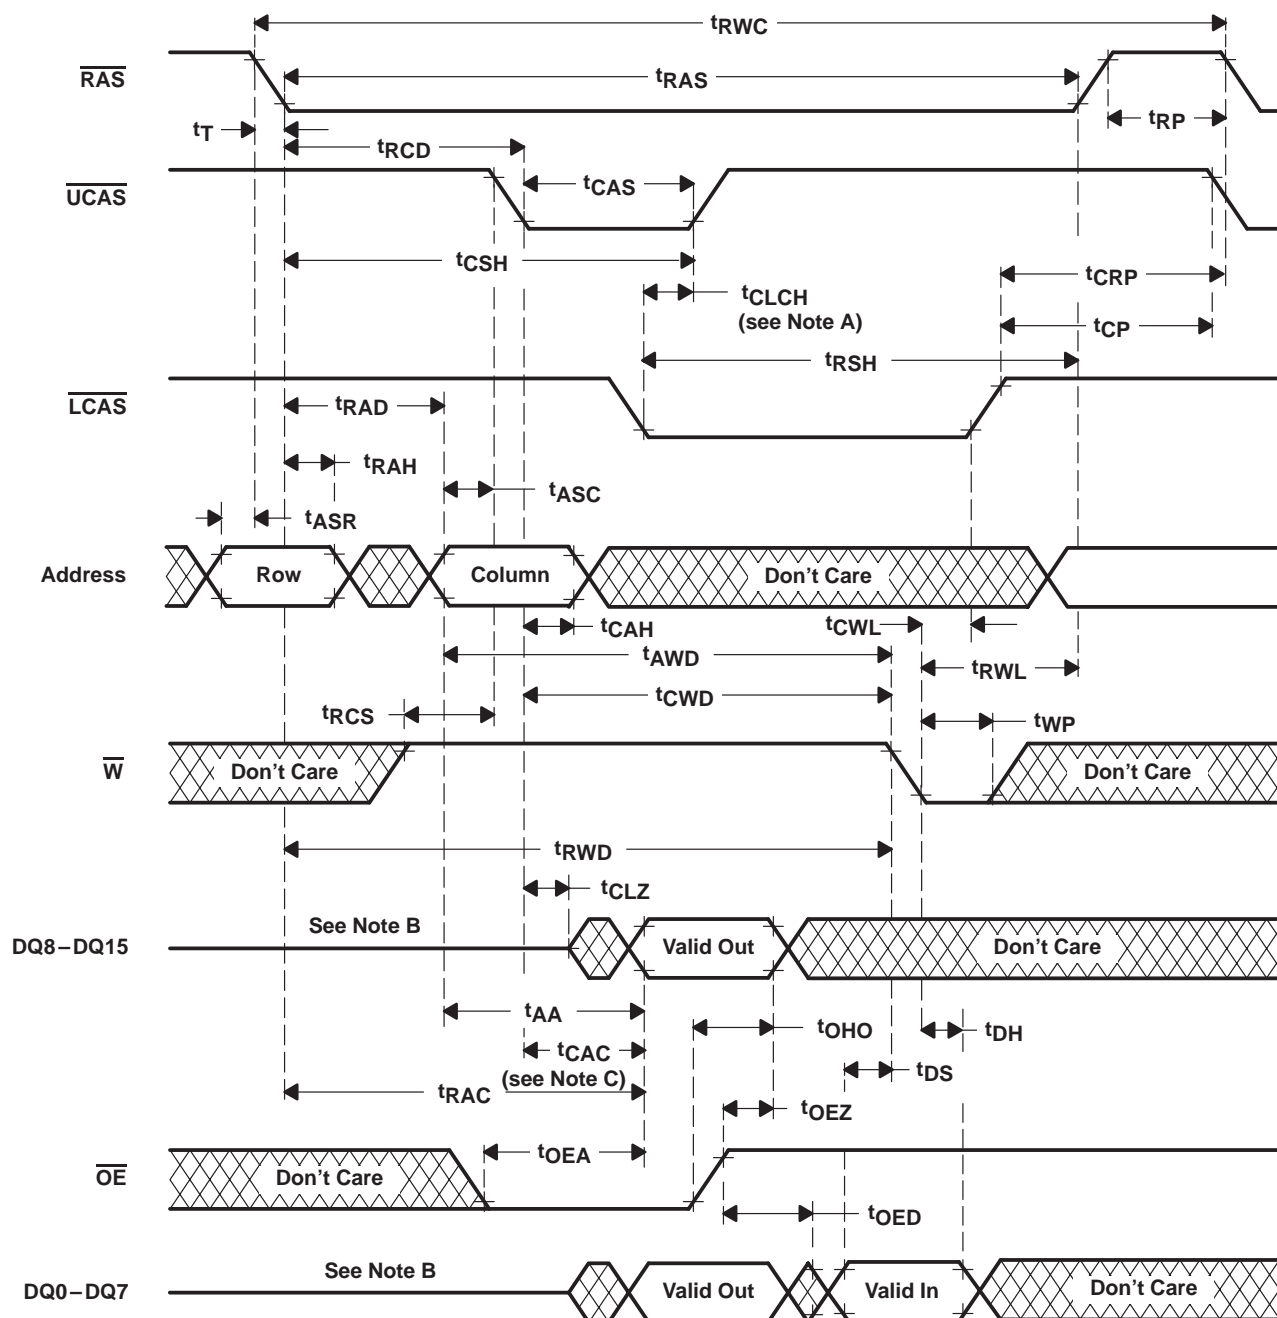 tRWC
RAS
tRAS
tT
tRP
tRCD
UCAS
tCAS
tCSH
tCRP
tCLCH
(see Note A)
tCP
tRSH
LCAS
tRAD
tRAH
tASC
tASR
Address
Row
Column
Don't Care
tCAH
tCWL
tAWD
tRWL
tCWD
tRCS
tWP
W
Don't Care
Don't Care
tRWD
tCLZ
See Note B
DQ8–DQ15
Valid Out
Don't Care
tAA
tOHO
tDH
tCAC
(see Note C)
tDS
tRAC
tOEZ
tOEA
OE
Don't Care
tOED
See Note B
DQ0–DQ7
Valid Out
Valid In
Don't Care